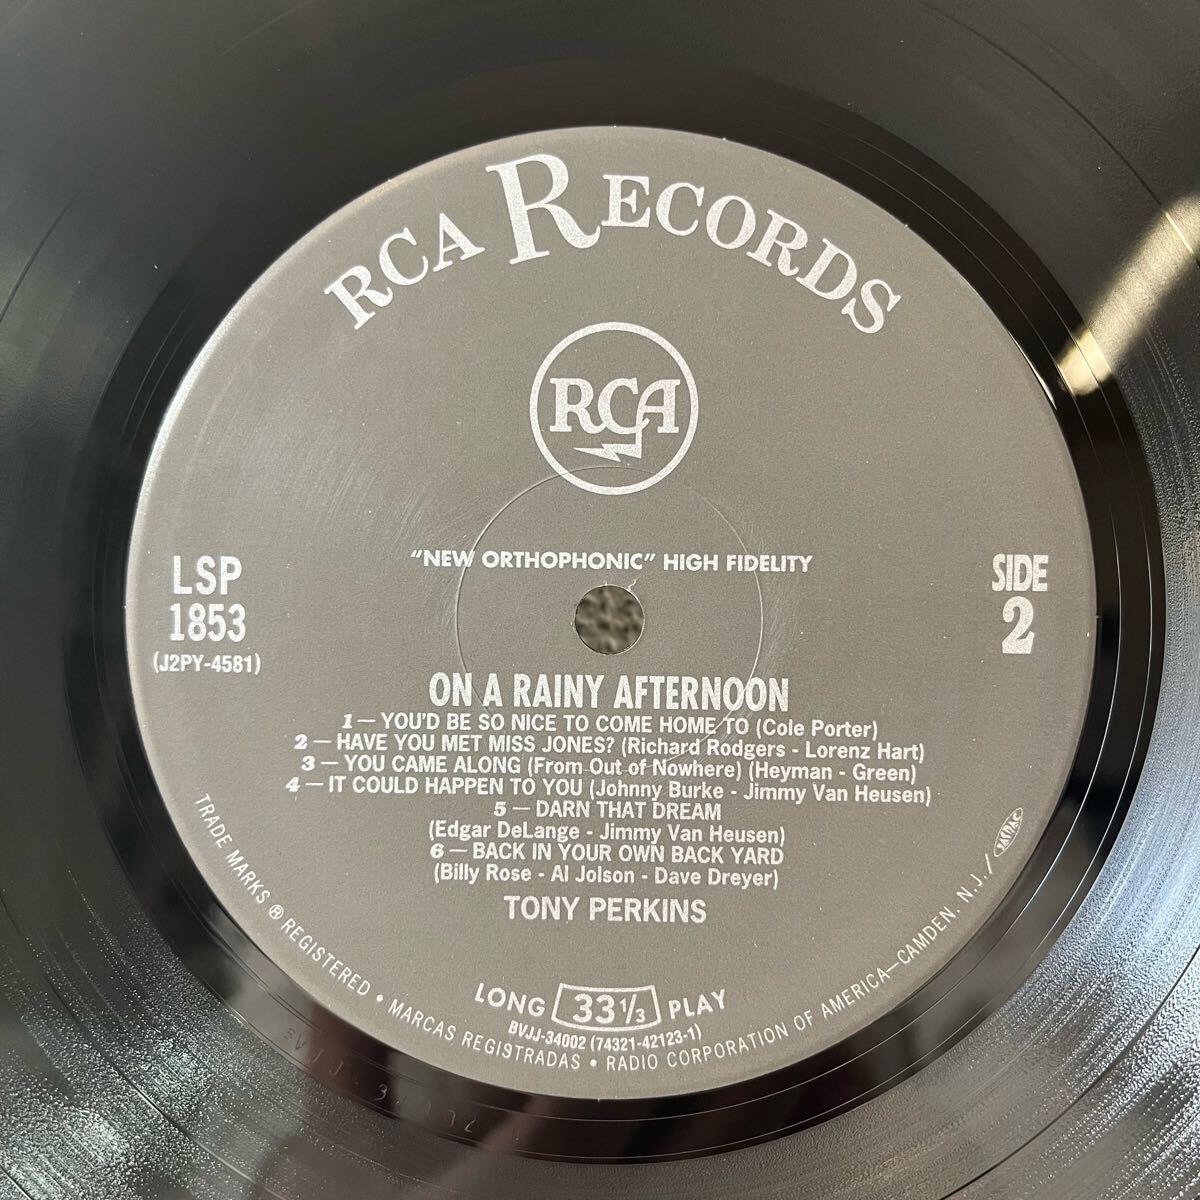 RCA RECORDS
RCA
"NEW ORTHOPHONIC" HIGH FIDELITY
LSP
1853
(J2PY-4581)
SIDE
2
ON A RAINY AFTERNOON
1—YOU'D BE SO NICE TO COME HOME TO (Cole Porter)
2—HAVE YOU MET MISS JONES? (Richard Rodgers - Lorenz Hart)
3—YOU CAME ALONG (From Out of Nowhere) (Heyman - Green)
4—IT COULD HAPPEN TO YOU (Johnny Burke - Jimmy Van Heusen)
5—DARN THAT DREAM
(Edgar DeLange - Jimmy Van Heusen)
6—BACK IN YOUR OWN BACK YARD
(Billy Rose - Al Jolson - Dave Dreyer)
TONY PERKINS
LONG 33 1/3 PLAY
BVJJ-34002 (74321-42123-1)
TRADE MARKS ® REGISTERED • MARCAS REGISTRADAS • RADIO CORPORATION OF AMERICA—CAMDEN, N.J./JASRAC